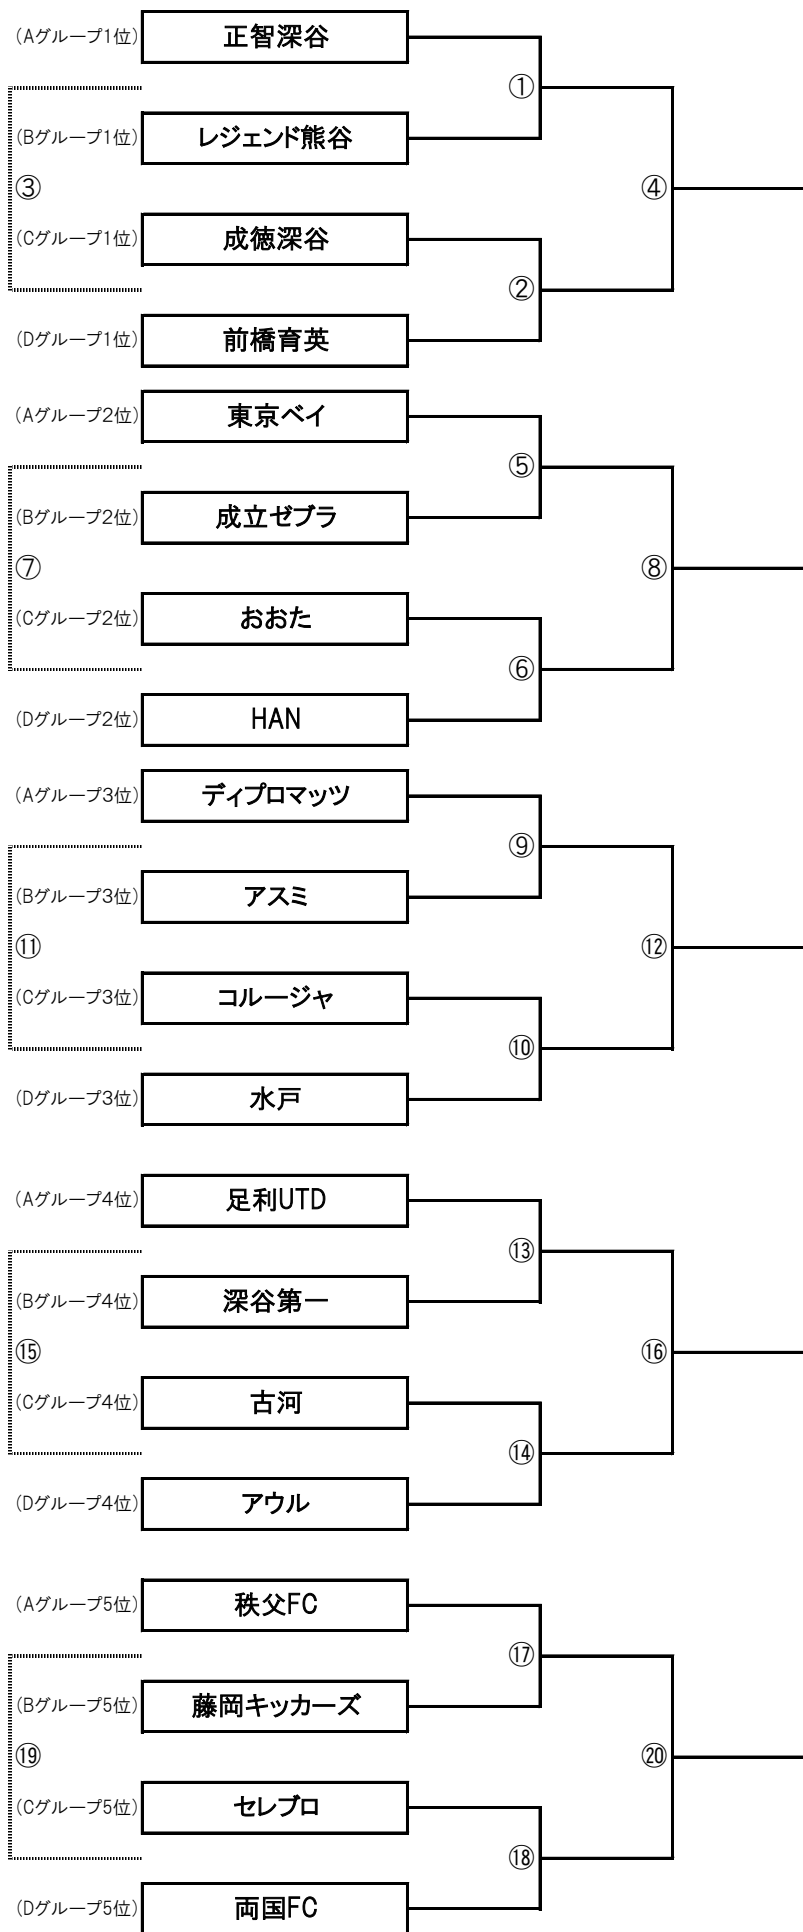 (Aグループ1位) 正智深谷
①
(Bグループ1位) レジェンド熊谷
③ ④
(Cグループ1位) 成徳深谷
②
(Dグループ1位) 前橋育英
(Aグループ2位) 東京ベイ
⑤
(Bグループ2位) 成立ゼブラ
⑦ ⑧
(Cグループ2位) おおた
⑥
(Dグループ2位) HAN
(Aグループ3位) ディプロマッツ
⑨
(Bグループ3位) アスミ
⑪ ⑫
(Cグループ3位) コルージャ
⑩
(Dグループ3位) 水戸
(Aグループ4位) 足利UTD
⑬
(Bグループ4位) 深谷第一
⑮ ⑯
(Cグループ4位) 古河
⑭
(Dグループ4位) アウル
(Aグループ5位) 秩父FC
⑰
(Bグループ5位) 藤岡キッカーズ
⑲ ⑳
(Cグループ5位) セレブロ
⑱
(Dグループ5位) 両国FC